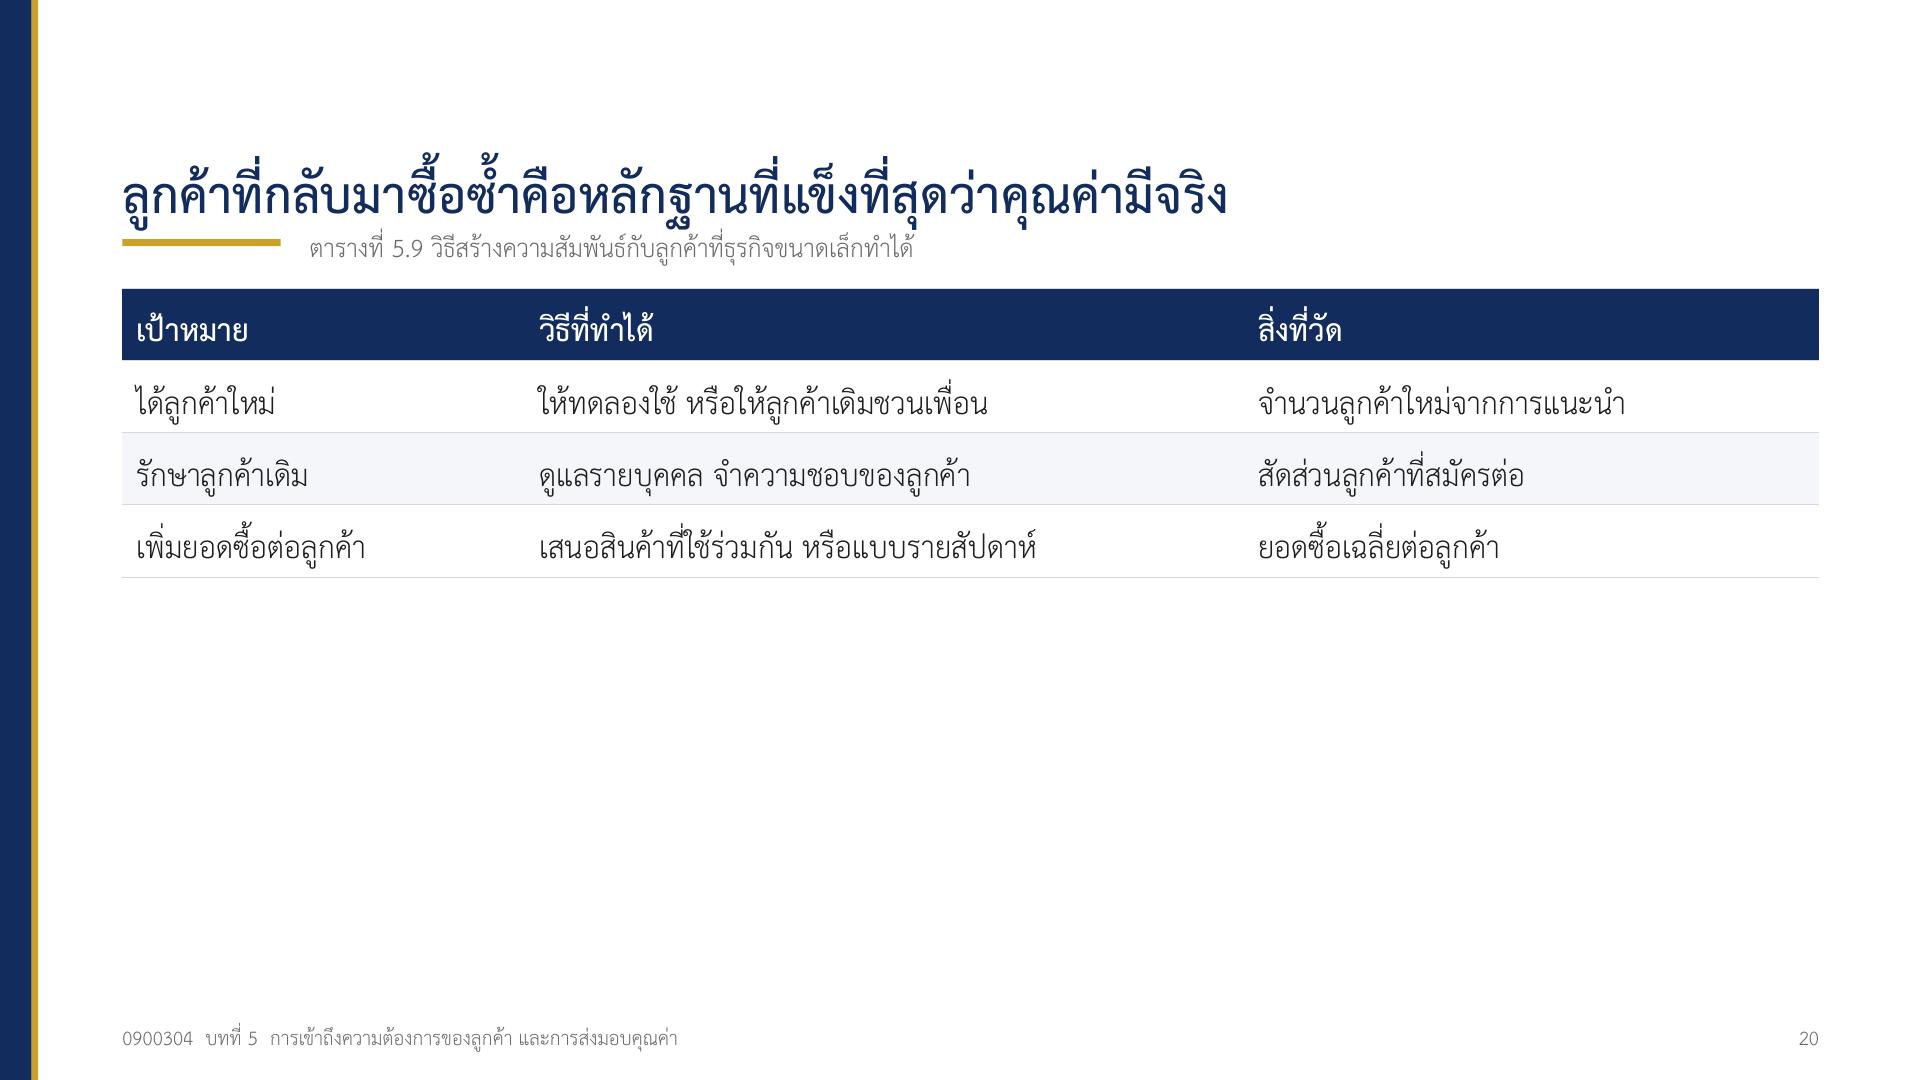 ลูกค้าที่กลับมาซื้อซ้ำคือหลักฐานที่แข็งที่สุดว่าคุณค่ามีจริง
ตารางที่ 5.9 วิธีสร้างความสัมพันธ์กับลูกค้าที่ธุรกิจขนาดเล็กทำได้
เป้าหมาย วิธีที่ทำได้ สิ่งที่วัด
ได้ลูกค้าใหม่ ให้ทดลองใช้ หรือให้ลูกค้าเดิมชวนเพื่อน จำนวนลูกค้าใหม่จากการแนะนำ
รักษาลูกค้าเดิม ดูแลรายบุคคล จำความชอบของลูกค้า สัดส่วนลูกค้าที่สมัครต่อ
เพิ่มยอดซื้อต่อลูกค้า เสนอสินค้าที่ใช้ร่วมกัน หรือแบบรายสัปดาห์ ยอดซื้อเฉลี่ยต่อลูกค้า
0900304 บทที่ 5 การเข้าถึงความต้องการของลูกค้า และการส่งมอบคุณค่า 20